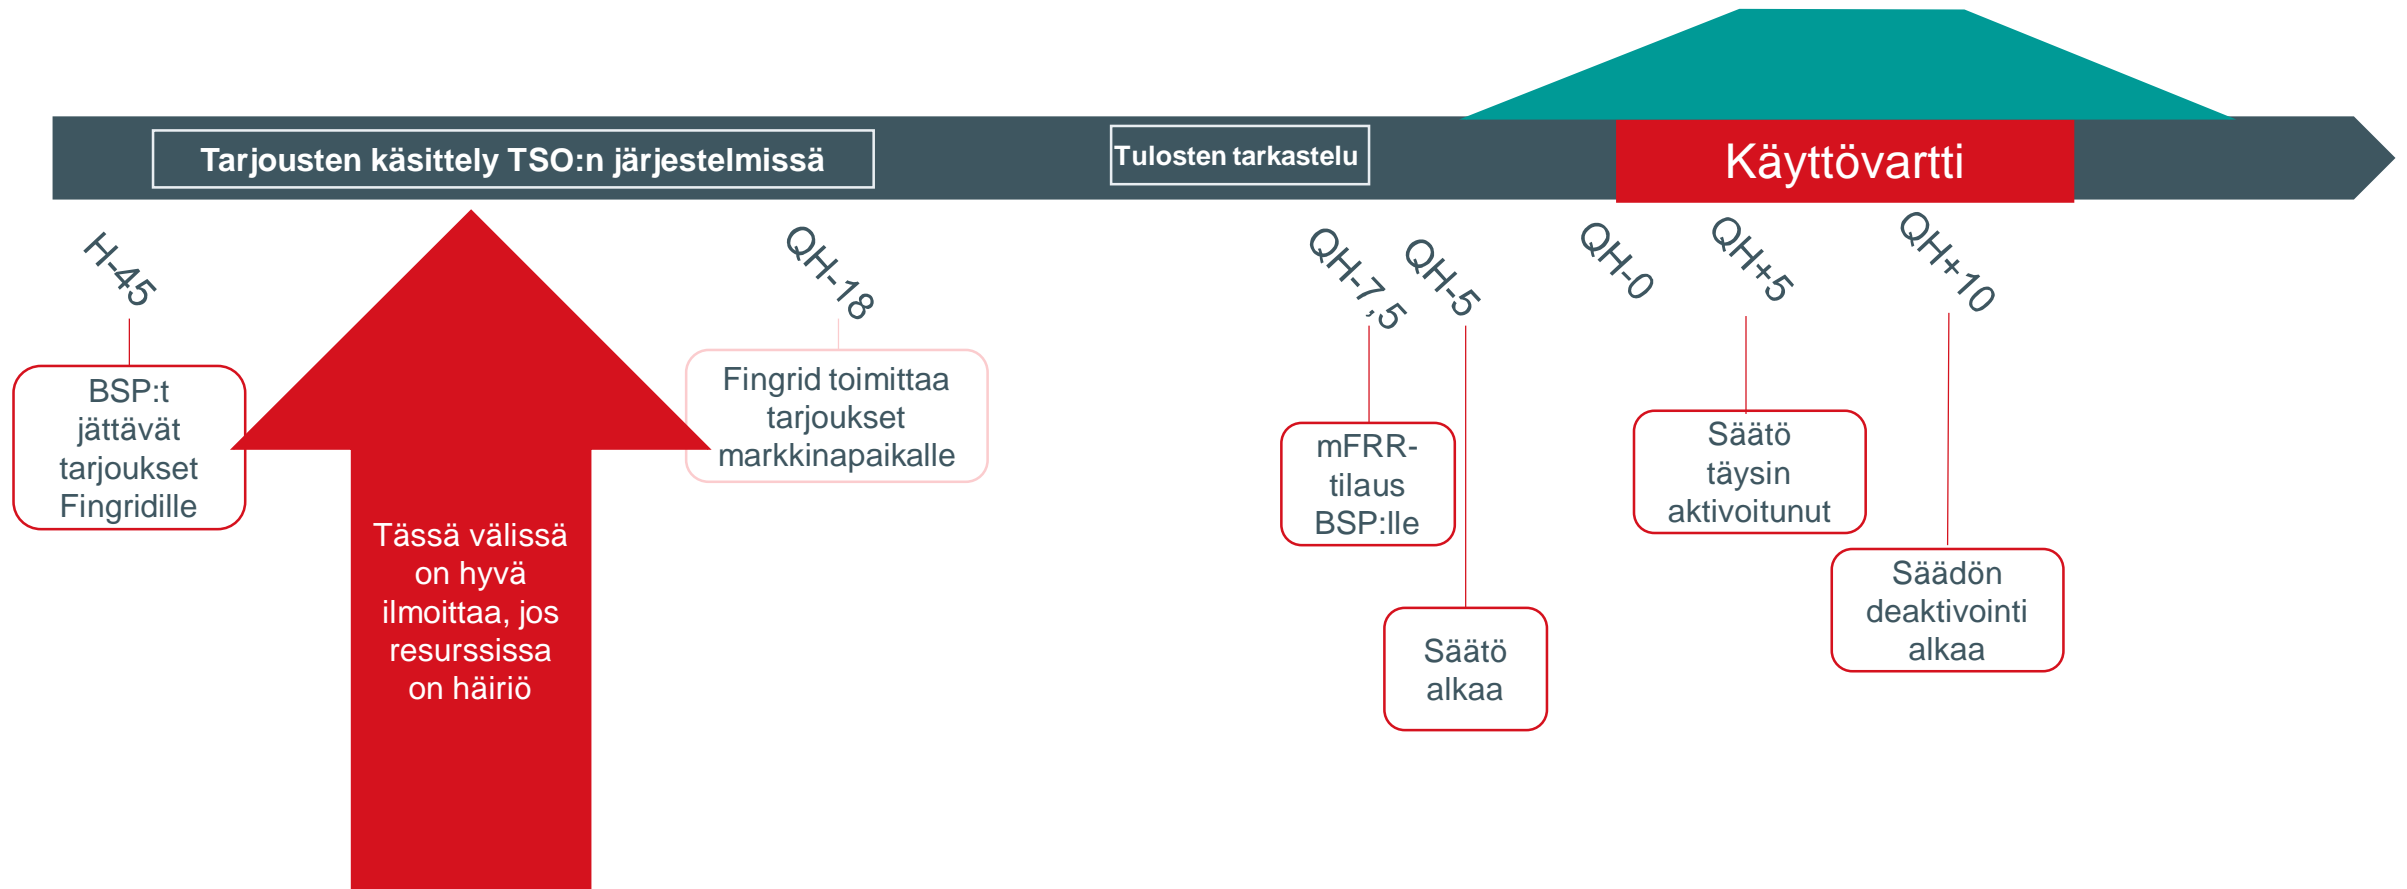 Tarjousten käsittely TSO:n järjestelmissä
Tulosten tarkastelu
Käyttövartti
H-45
QH-18
QH-7,5
QH-5
QH-0
QH+5
QH+10
BSP:t
jättävät
tarjoukset
Fingridille
Tässä välissä
on hyvä
ilmoittaa, jos
resurssissa
on häiriö
Fingrid toimittaa
tarjoukset
markkinapaikalle
mFRR-
tilaus
BSP:lle
Säätö
alkaa
Säätö
täysin
aktivoitunut
Säädön
deaktivointi
alkaa